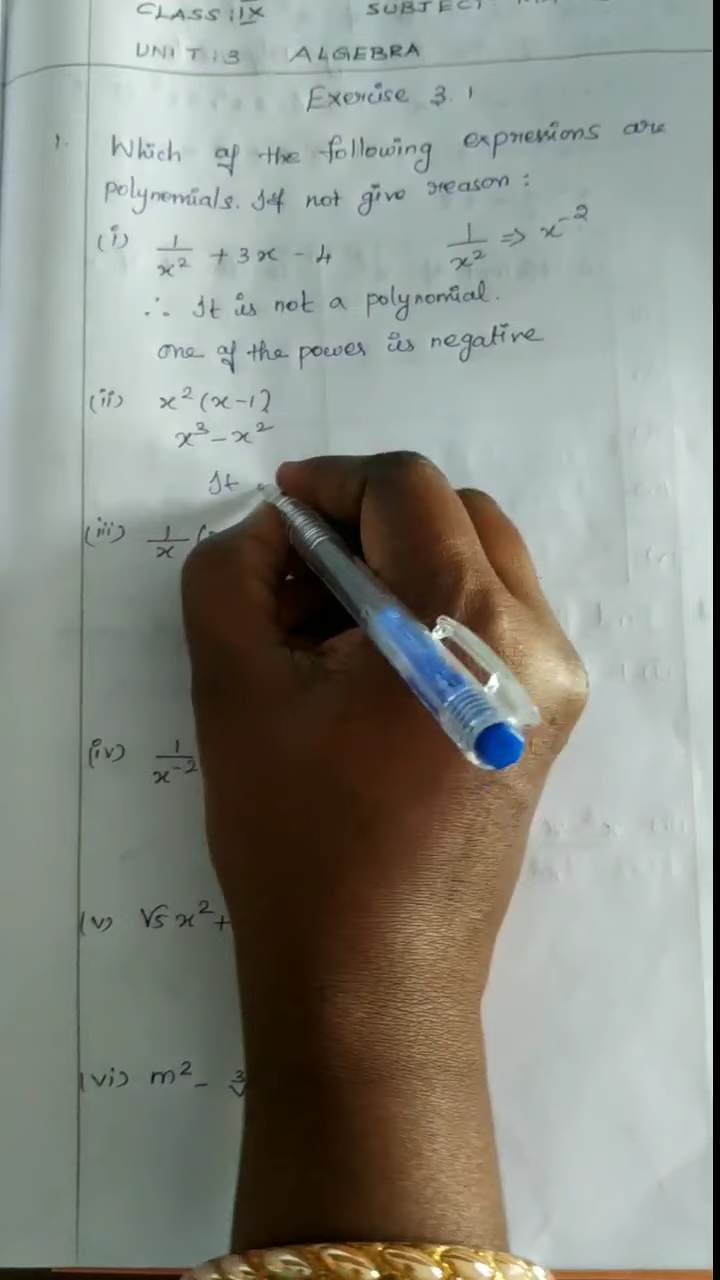 CLASS : IX SUBJECT:
UNIT : 3 ALGEBRA
Exercise 3.1
1. Which of the following expressions are
polynomials. If not give reason :
(i) 1/x² + 3x - 4 1/x² ⇒ x⁻²
∴ It is not a polynomial.
one of the power is negative
(ii) x² (x-1)
x³ - x²
It
(iii) 1/x (
(iv) 1/x⁻²
(v) √5 x² +
(vi) m² - ∛